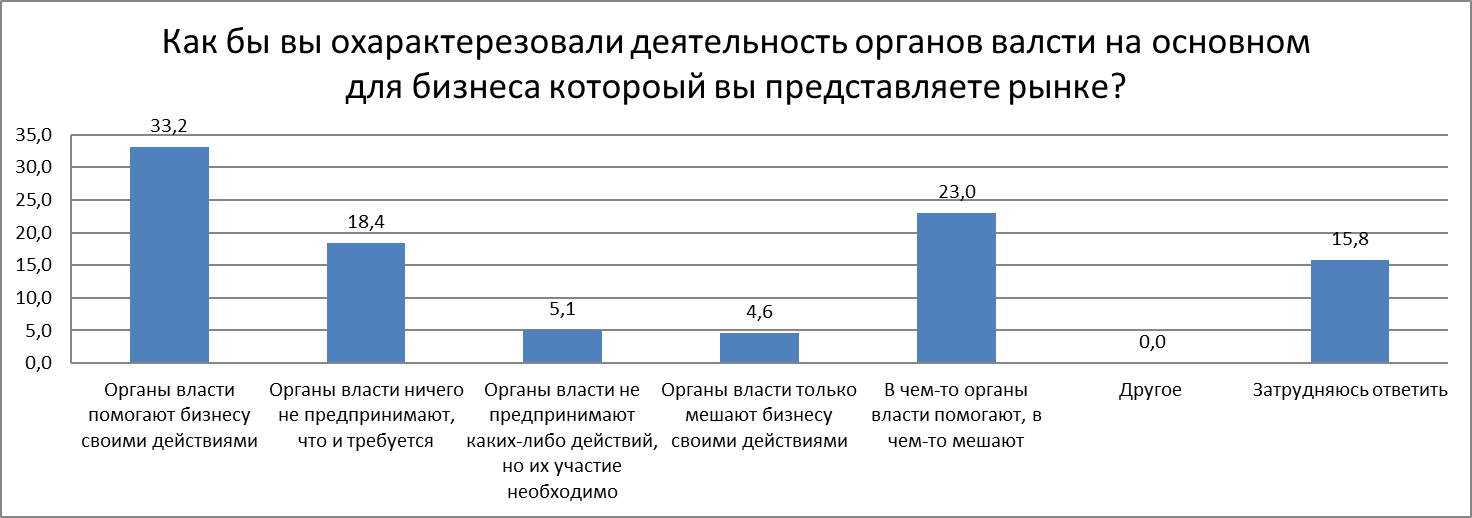 Как бы вы охарактерезовали деятельность органов валсти на основном
для бизнеса котороый вы представляете рынке?
35,0
30,0
25,0
20,0
15,0
10,0
5,0
0,0
33,2
18,4
5,1
4,6
23,0
0,0
15,8
Органы власти
помогают бизнесу
своими действиями
Органы власти ничего
не предпринимают,
что и требуется
Органы власти не
предпринимают
каких-либо действий,
но их участие
необходимо
Органы власти только
мешают бизнесу
своими действиями
В чем-то органы
власти помогают, в
чем-то мешают
Другое
Затрудняюсь ответить